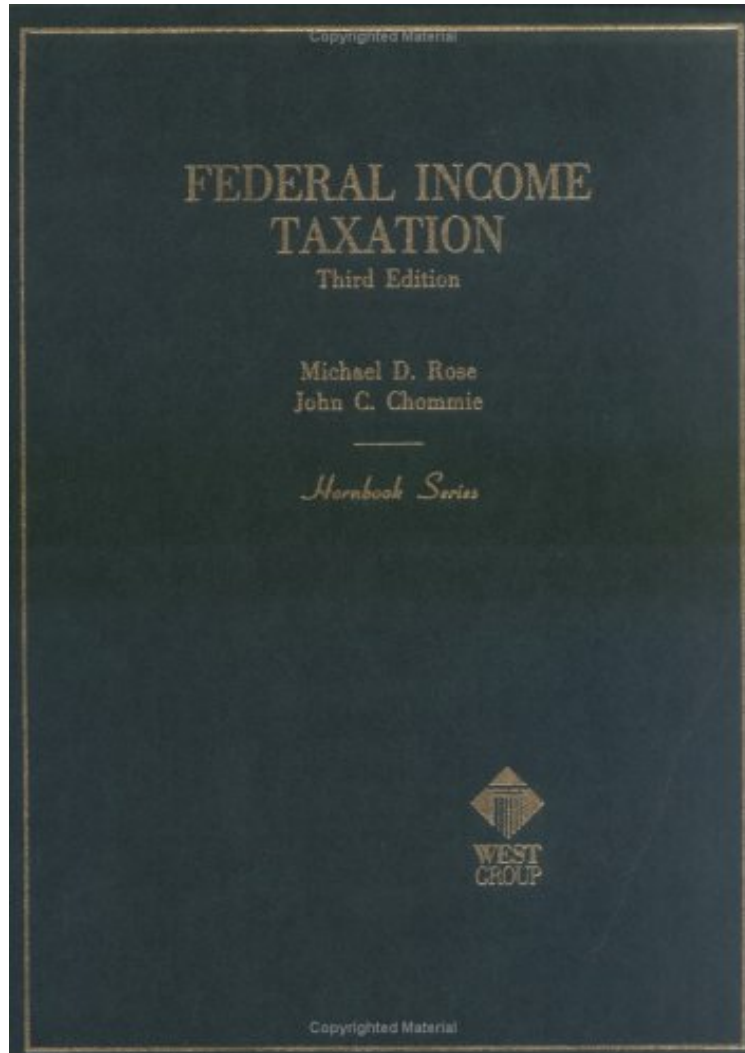 Copyrighted Material
FEDERAL INCOME
TAXATION
Third Edition
Michael D. Rose
John C. Chommie
Hornbook Series
WEST
GROUP
Copyrighted Material